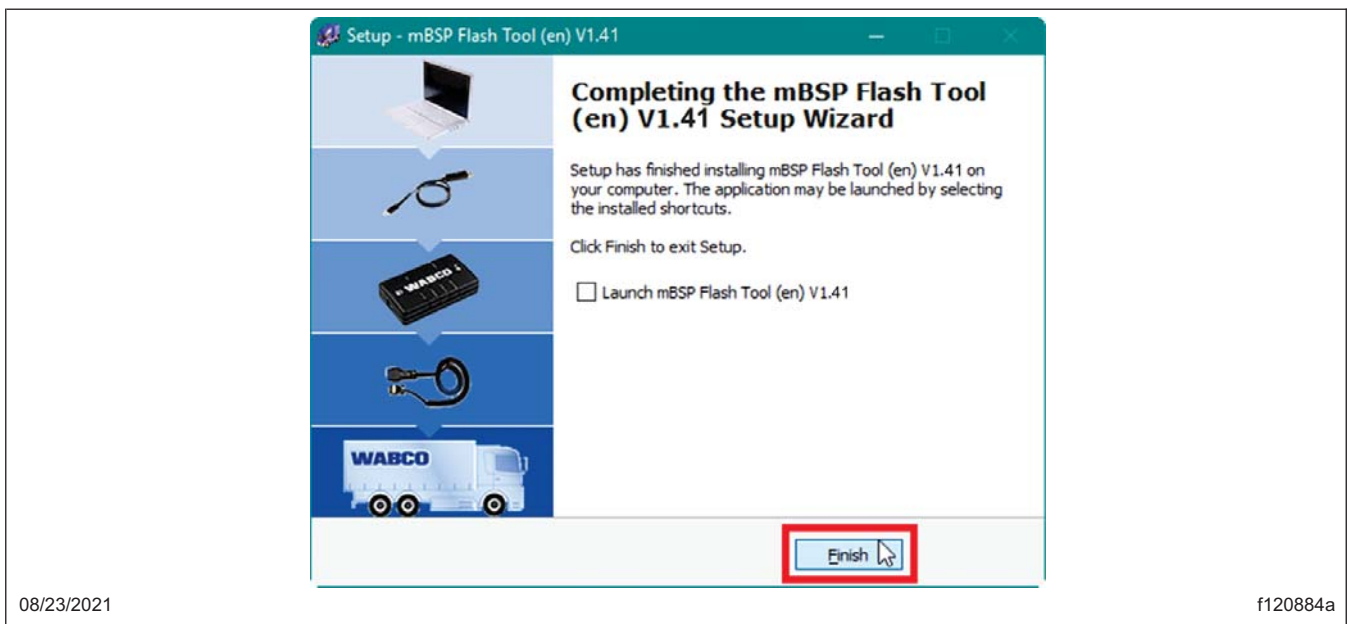 Setup - mBSP Flash Tool (en) V1.41
Completing the mBSP Flash Tool
(en) V1.41 Setup Wizard
Setup has finished installing mBSP Flash Tool (en) V1.41 on
your computer. The application may be launched by selecting
the installed shortcuts.
Click Finish to exit Setup.
Launch mBSP Flash Tool (en) V1.41
WABCO
WABCO
Finish
08/23/2021
f120884a